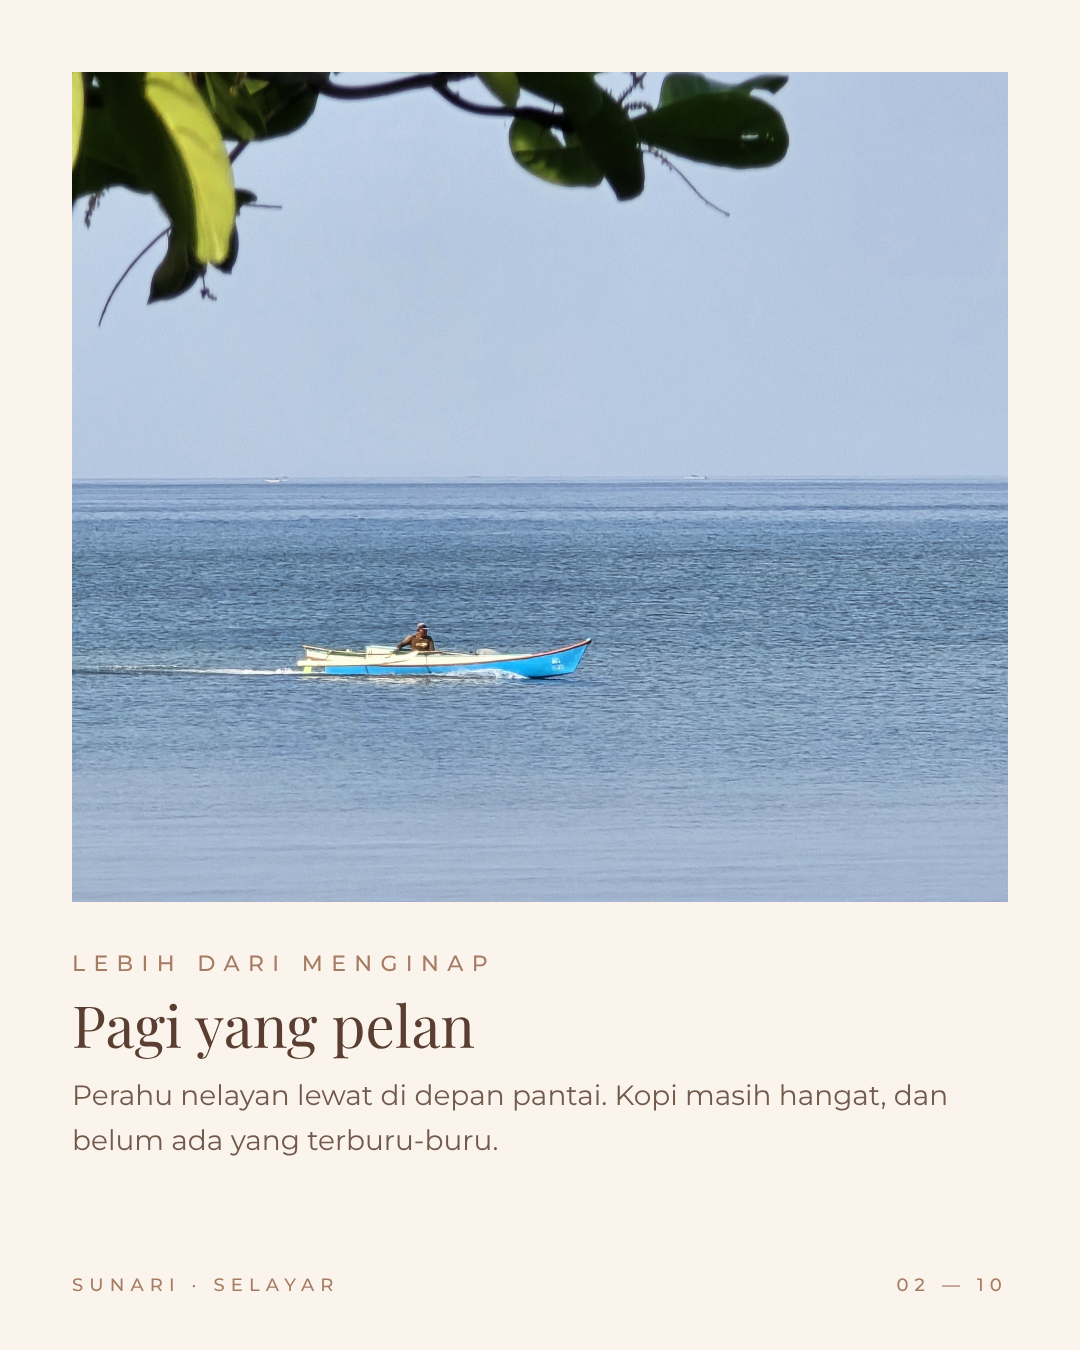 LEBIH DARI MENGINAP
Pagi yang pelan
Perahu nelayan lewat di depan pantai. Kopi masih hangat, dan
belum ada yang terburu-buru.
SUNARI · SELAYAR
02 — 10